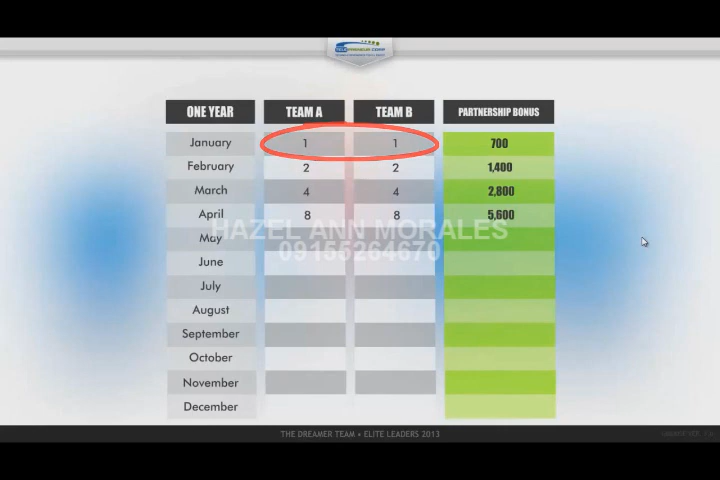 ONE YEAR TEAM A TEAM B PARTNERSHIP BONUS
January 1 1 700
February 2 2 1,400
March 4 4 2,800
April 8 8 5,600
May
June
July
August
September
October
November
December
HAZEL ANN MORALES
09155264670
THE DREAMER TEAM • ELITE LEADERS 2013